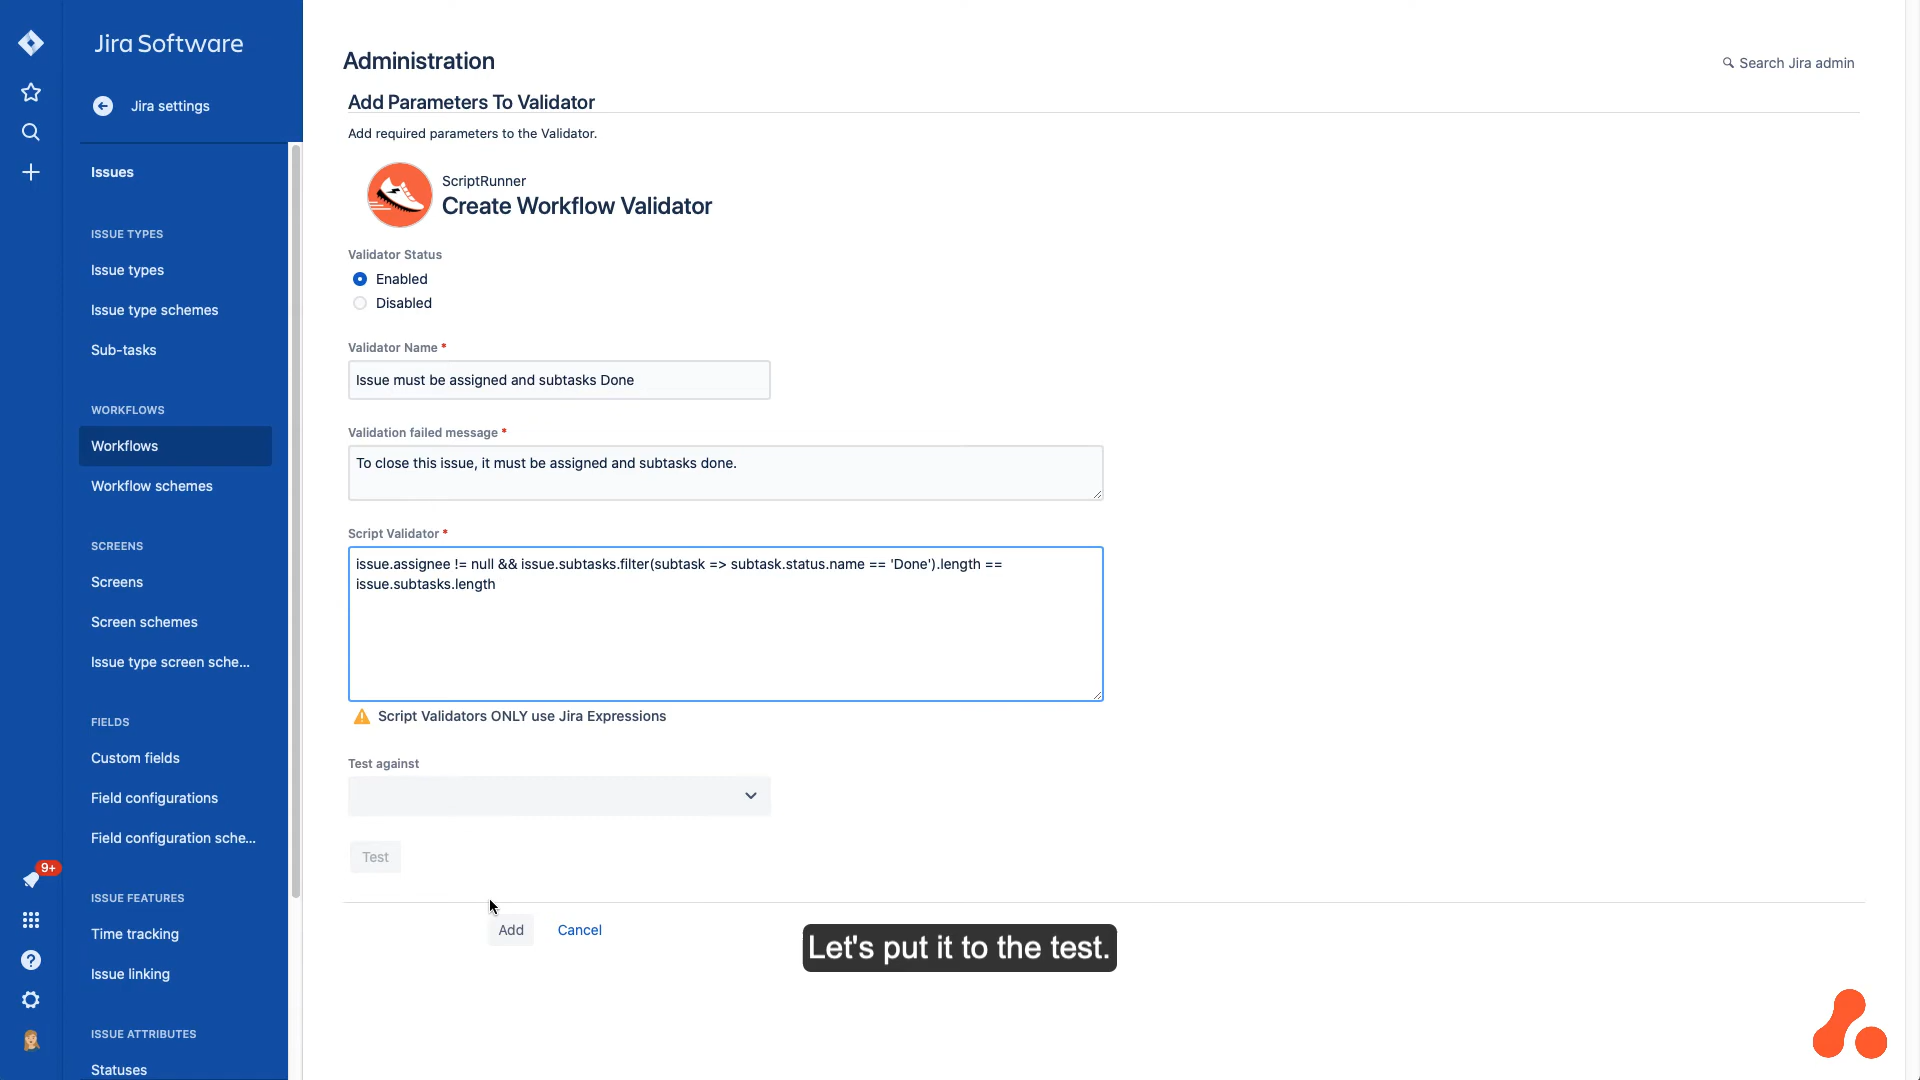 Jira Software
Jira settings
Issues
ISSUE TYPES
Issue types
Issue type schemes
Sub-tasks
WORKFLOWS
Workflows
Workflow schemes
SCREENS
Screens
Screen schemes
Issue type screen sche...
FIELDS
Custom fields
Field configurations
Field configuration sche...
9+
ISSUE FEATURES
Time tracking
Issue linking
ISSUE ATTRIBUTES
Statuses
Administration
Search Jira admin
Add Parameters To Validator
Add required parameters to the Validator.
ScriptRunner
Create Workflow Validator
Validator Status
Enabled
Disabled
Validator Name *
Issue must be assigned and subtasks Done
Validation failed message *
To close this issue, it must be assigned and subtasks done.
Script Validator *
issue.assignee != null && issue.subtasks.filter(subtask => subtask.status.name == 'Done').length ==
issue.subtasks.length
Script Validators ONLY use Jira Expressions
Test against
Test
Add Cancel
Let's put it to the test.